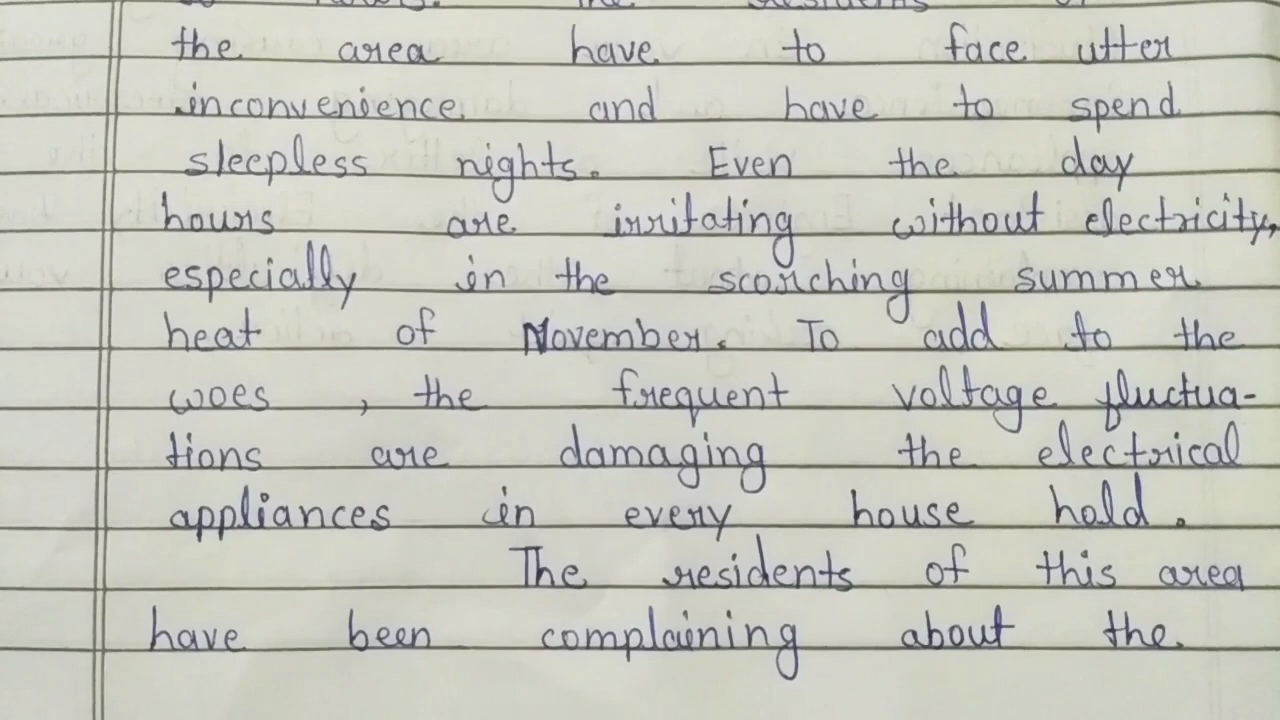 the area have to face utter
inconvenience and have to spend
sleepless nights. Even the day
hours are irritating without electricity,
especially in the scorching summer
heat of November. To add to the
woes , the frequent voltage fluctua-
tions are damaging the electrical
appliances in every house hold .
The residents of this area
have been complaining about the